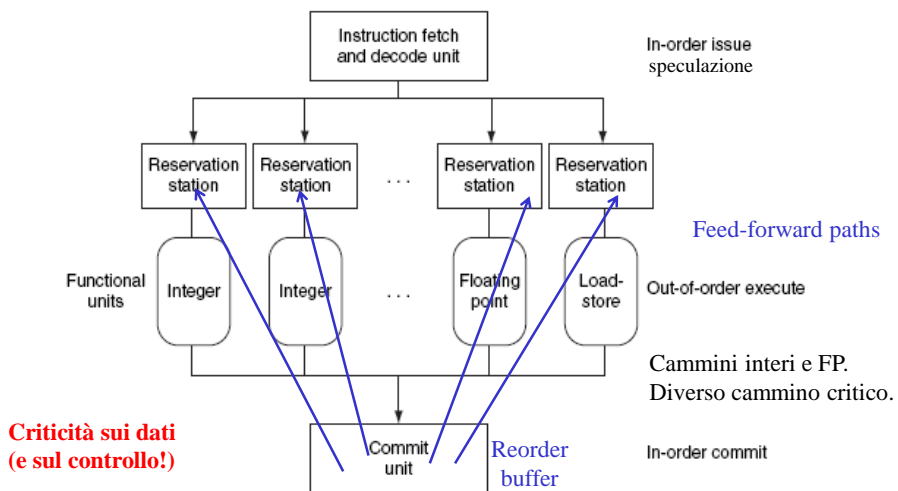 Instruction fetch
and decode unit
In-order issue
speculazione
Reservation
station
Reservation
station
...
Reservation
station
Reservation
station
Feed-forward paths
Functional
units
Integer
Integer
...
Floating
point
Load-
store
Out-of-order execute
Cammini interi e FP.
Diverso cammino critico.
Criticità sui dati
(e sul controllo!)
Commit
unit
Reorder
buffer
In-order commit